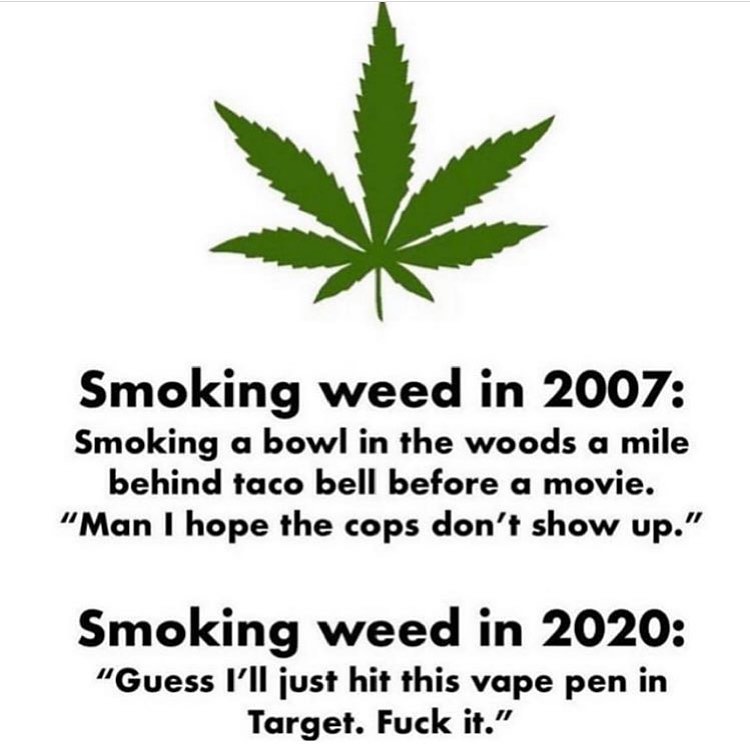 Smoking weed in 2007:
Smoking a bowl in the woods a mile
behind taco bell before a movie.
“Man I hope the cops don’t show up.”
Smoking weed in 2020:
“Guess I’ll just hit this vape pen in
Target. Fuck it.”